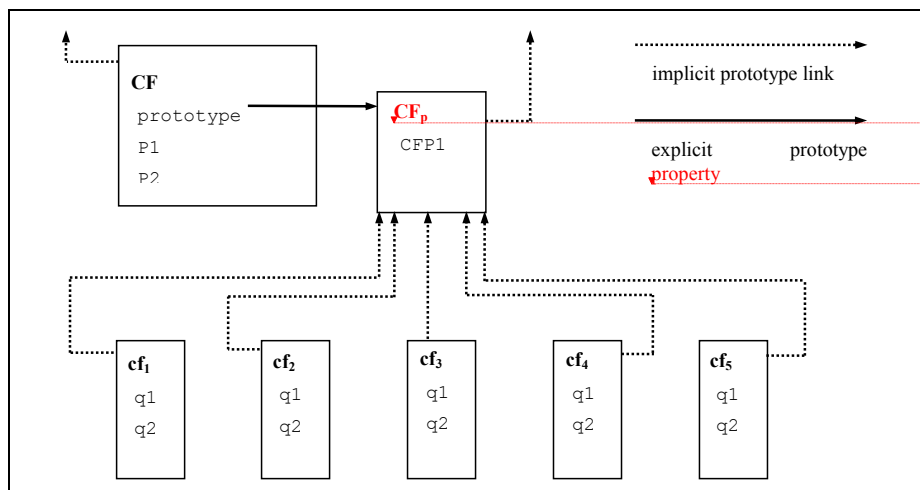 CF
prototype
P1
P2
CFp
CFP1
implicit prototype link
explicit prototype
property
cf1
q1
q2
cf2
q1
q2
cf3
q1
q2
cf4
q1
q2
cf5
q1
q2